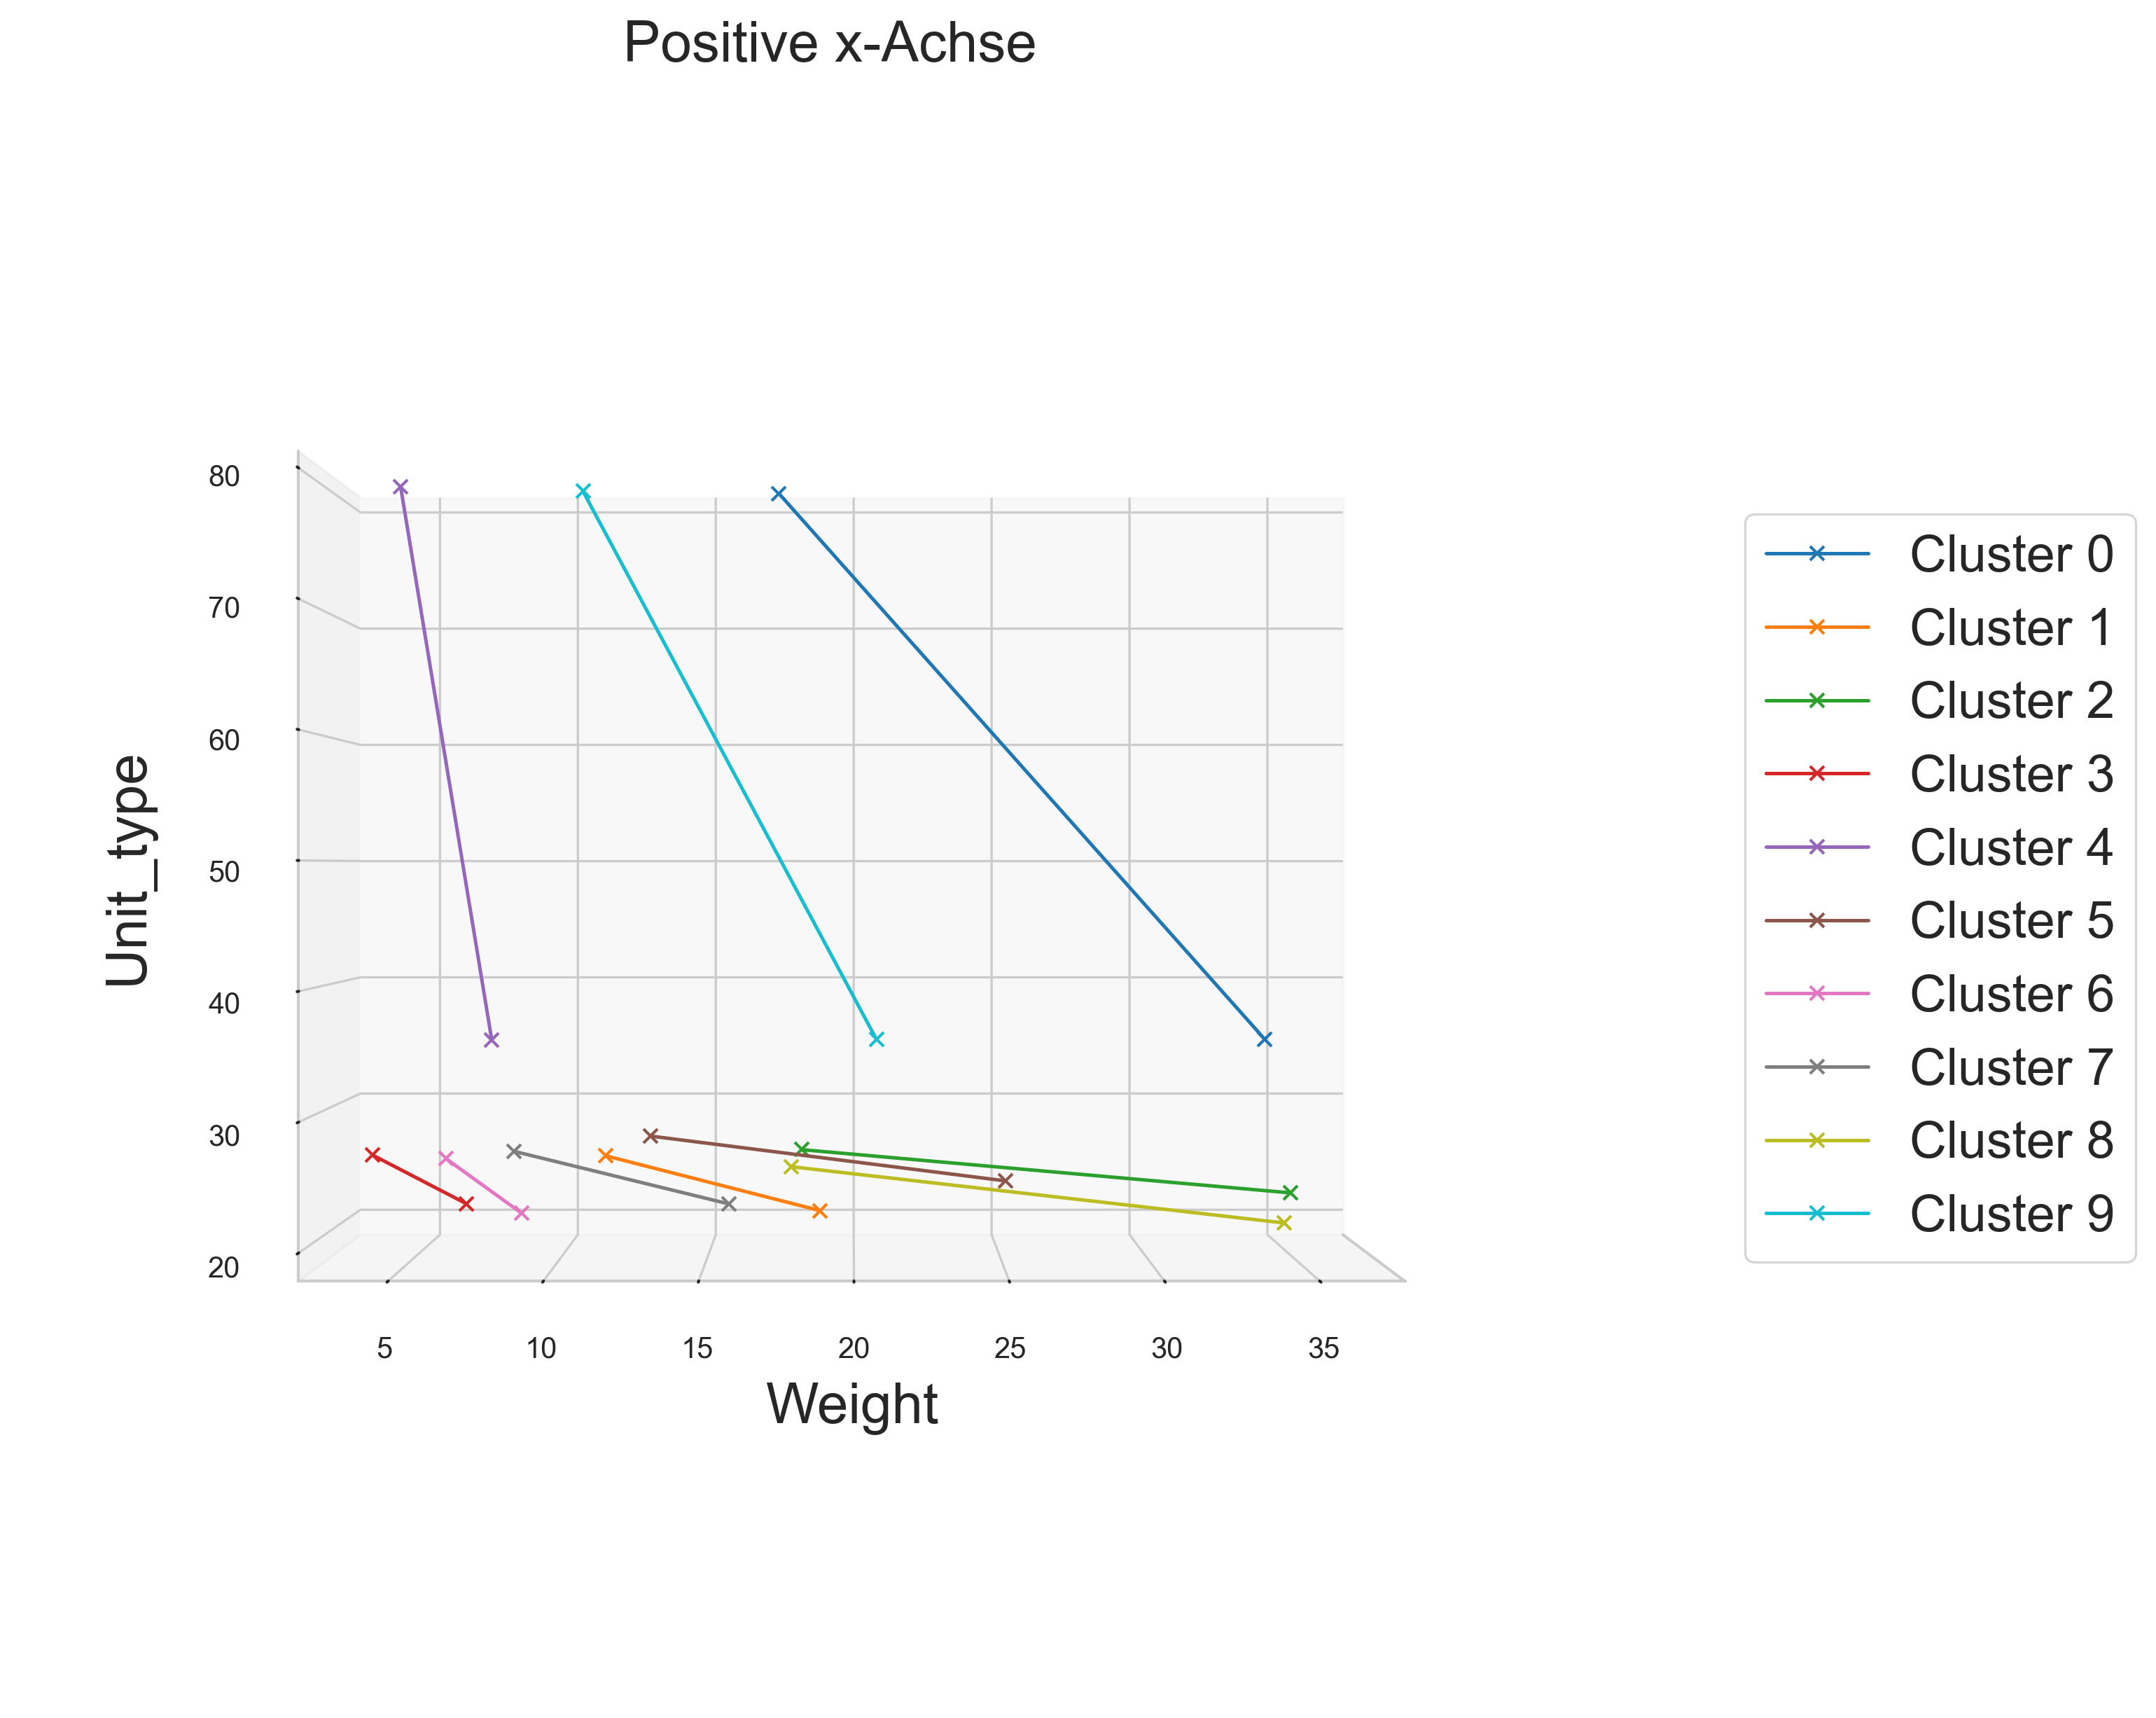 Positive x-Achse
80
70
60
50
40
30
20
Unit_type
5 10 15 20 25 30 35
Weight
Cluster 0
Cluster 1
Cluster 2
Cluster 3
Cluster 4
Cluster 5
Cluster 6
Cluster 7
Cluster 8
Cluster 9